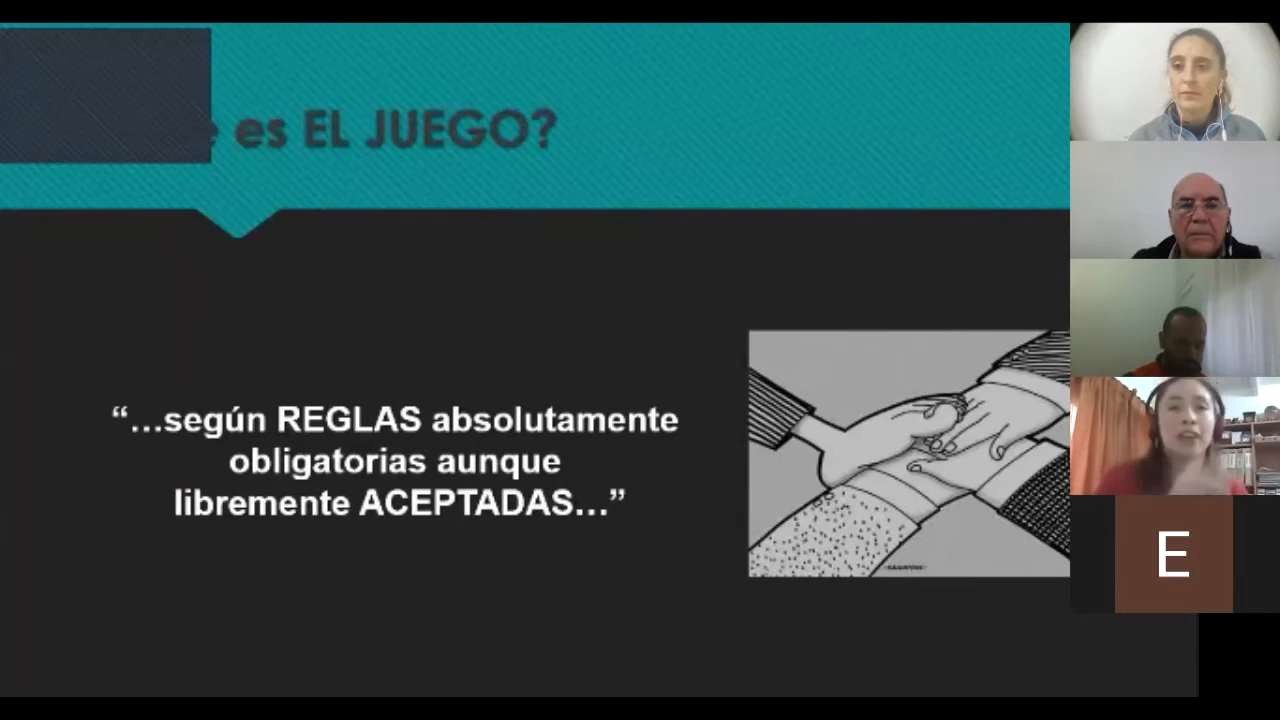 es EL JUEGO?
“...según REGLAS absolutamente
obligatorias aunque
libremente ACEPTADAS...”
E